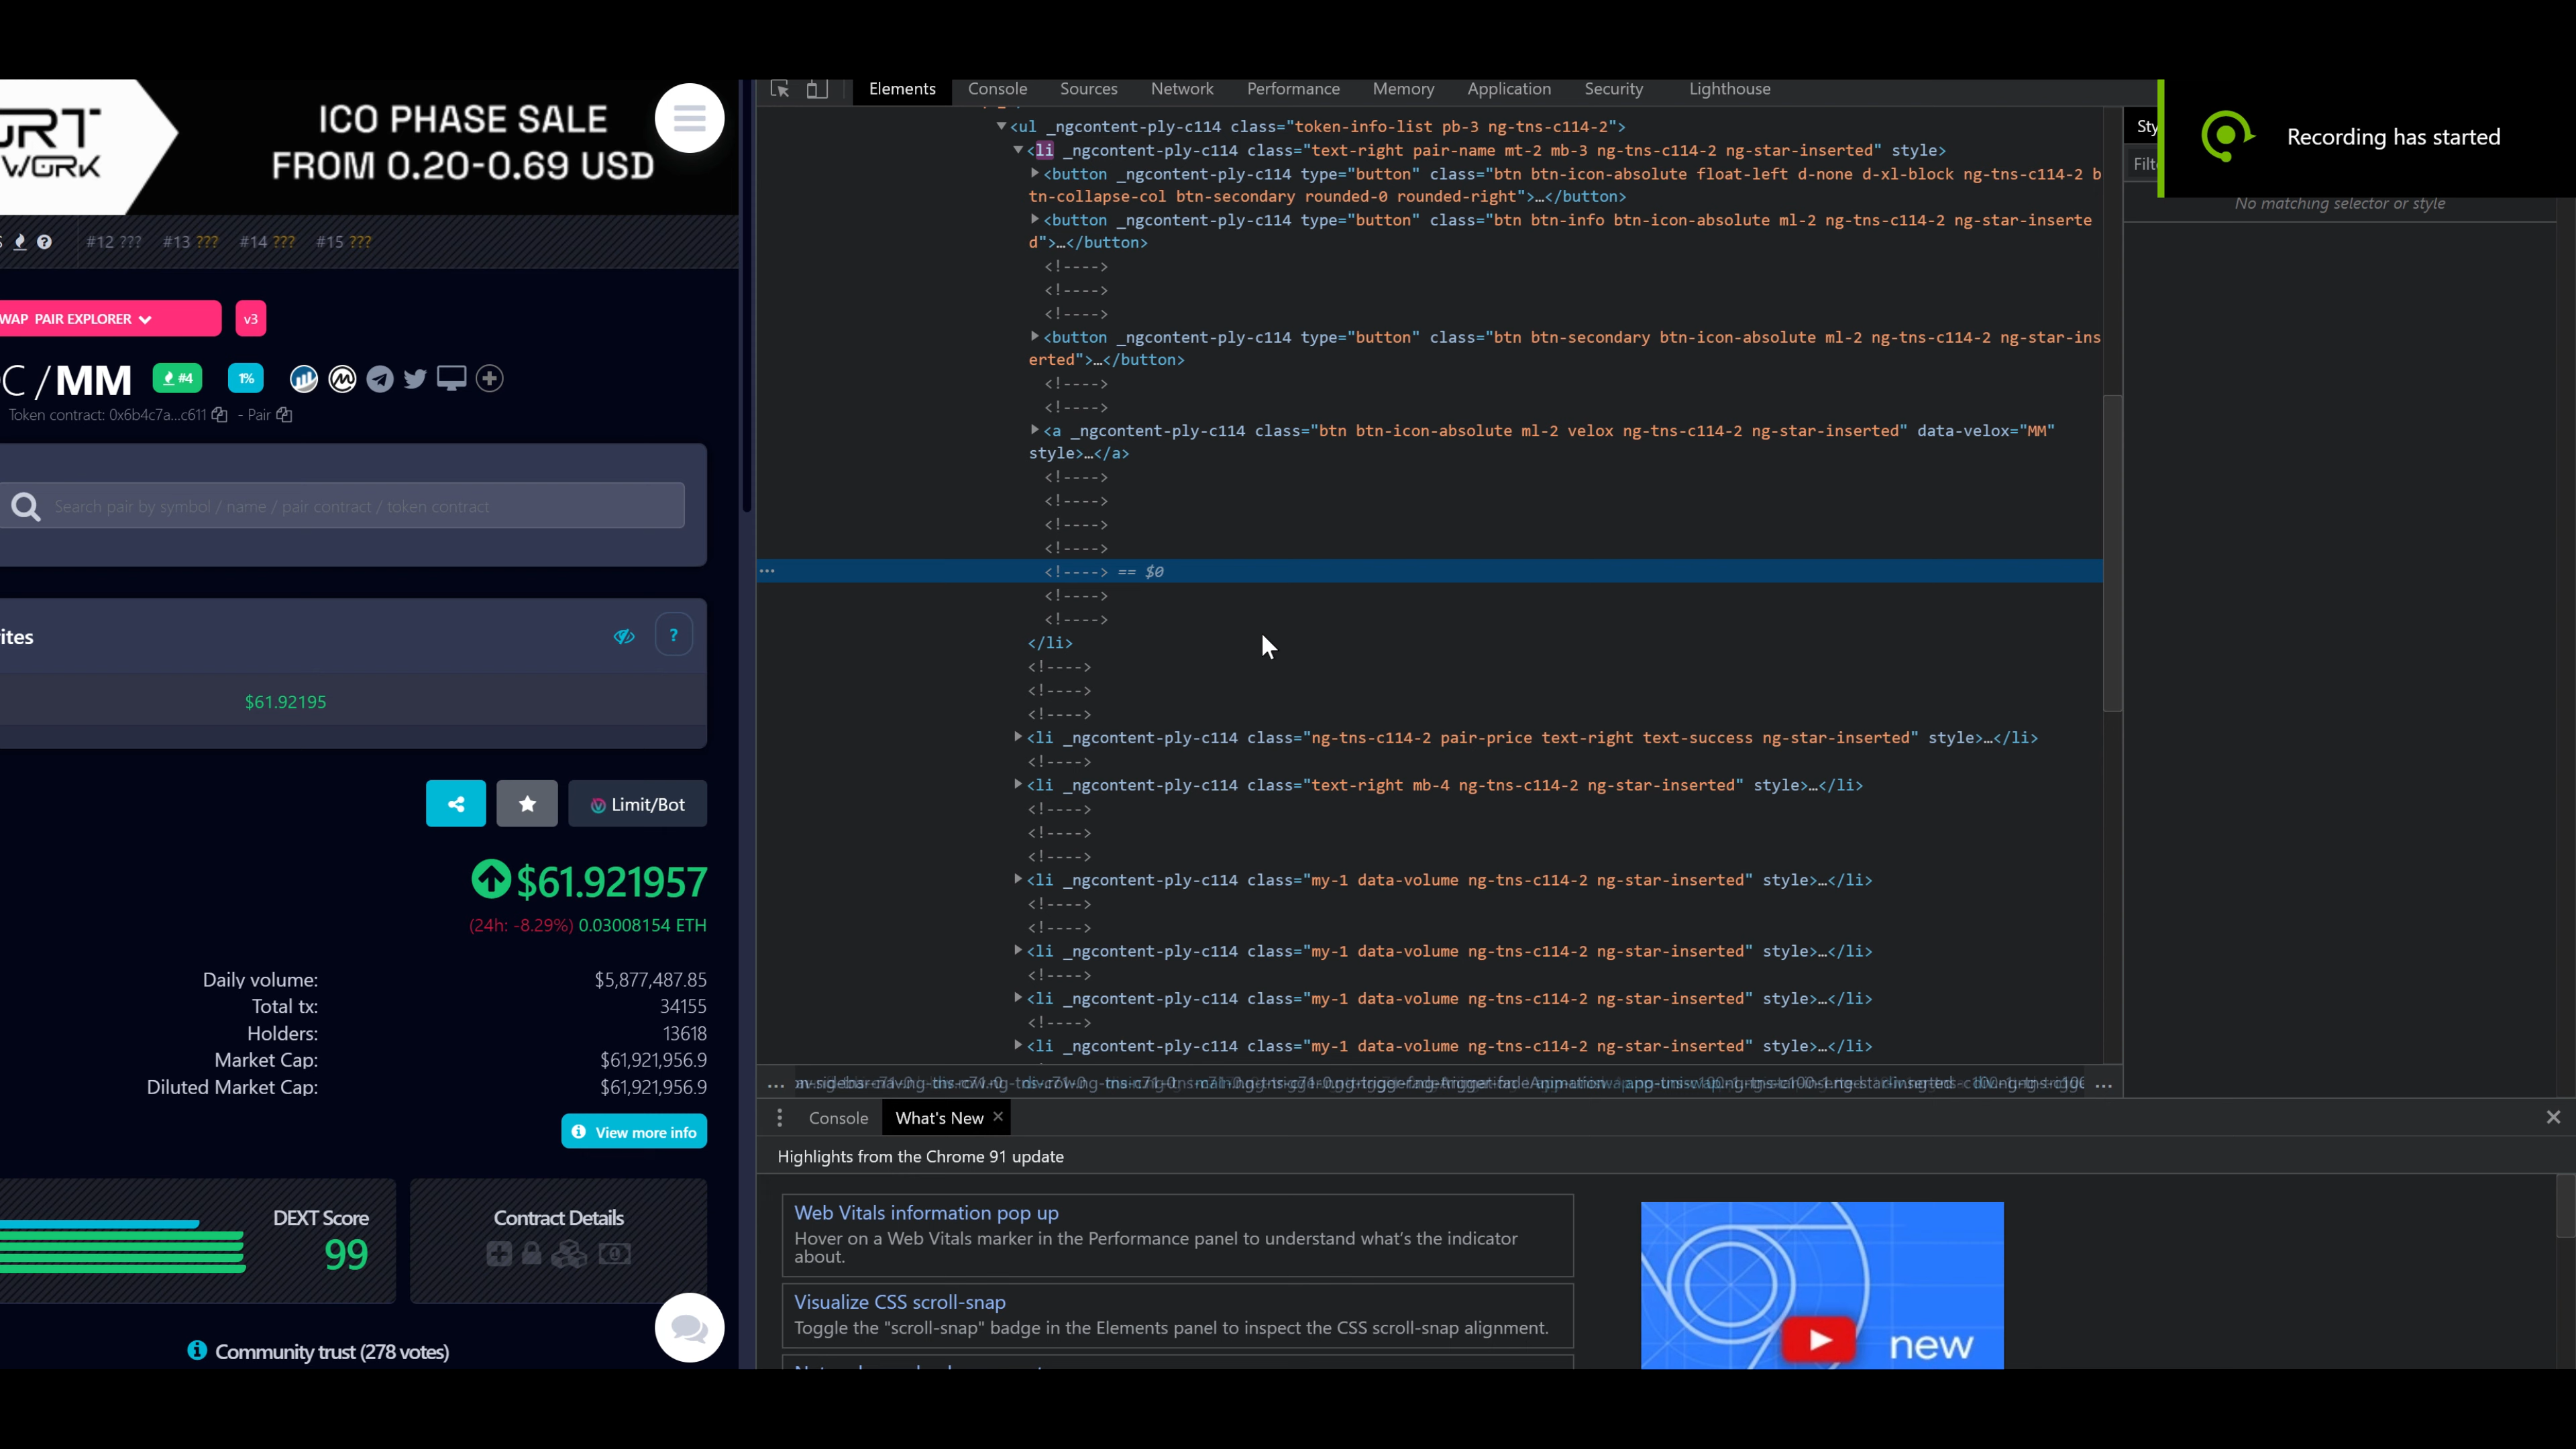 WORK
ICO PHASE SALE
FROM 0.20-0.69 USD
#12 ??? #13 ??? #14 ??? #15 ???
WAP PAIR EXPLORER
v3
C / MM
#4
1%
Token contract: 0x6b4c7a...c611 - Pair
Search pair by symbol / name / pair contract / token contract
ites
?
$61.92195
Limit/Bot
$61.921957
(24h: -8.29%) 0.03008154 ETH
Daily volume: $5,877,487.85
Total tx: 34155
Holders: 13618
Market Cap: $61,921,956.9
Diluted Market Cap: $61,921,956.9
View more info
DEXT Score
99
Contract Details
Community trust (278 votes)
Elements Console Sources Network Performance Memory Application Security Lighthouse
<ul _ngcontent-ply-c114 class="token-info-list pb-3 ng-tns-c114-2">
<li _ngcontent-ply-c114 class="text-right pair-name mt-2 mb-3 ng-tns-c114-2 ng-star-inserted" style>
<button _ngcontent-ply-c114 type="button" class="btn btn-icon-absolute float-left d-none d-xl-block ng-tns-c114-2 b
tn-collapse-col btn-secondary rounded-0 rounded-right">…</button>
<button _ngcontent-ply-c114 type="button" class="btn btn-info btn-icon-absolute ml-2 ng-tns-c114-2 ng-star-inserte
d">…</button>
<!---->
<!---->
<!---->
<button _ngcontent-ply-c114 type="button" class="btn btn-secondary btn-icon-absolute ml-2 ng-tns-c114-2 ng-star-ins
erted">…</button>
<!---->
<!---->
<a _ngcontent-ply-c114 class="btn btn-icon-absolute ml-2 velox ng-tns-c114-2 ng-star-inserted" data-velox="MM"
style>…</a>
<!---->
<!---->
<!---->
<!---->
<!----> == $0
<!---->
<!---->
</li>
<!---->
<!---->
<!---->
<li _ngcontent-ply-c114 class="ng-tns-c114-2 pair-price text-right text-success ng-star-inserted" style>…</li>
<!---->
<li _ngcontent-ply-c114 class="text-right mb-4 ng-tns-c114-2 ng-star-inserted" style>…</li>
<!---->
<!---->
<!---->
<li _ngcontent-ply-c114 class="my-1 data-volume ng-tns-c114-2 ng-star-inserted" style>…</li>
<!---->
<!---->
<li _ngcontent-ply-c114 class="my-1 data-volume ng-tns-c114-2 ng-star-inserted" style>…</li>
<!---->
<li _ngcontent-ply-c114 class="my-1 data-volume ng-tns-c114-2 ng-star-inserted" style>…</li>
<!---->
<li _ngcontent-ply-c114 class="my-1 data-volume ng-tns-c114-2 ng-star-inserted" style>…</li>
Sty
Filt
Recording has started
No matching selector or style
Console What's New
Highlights from the Chrome 91 update
Web Vitals information pop up
Hover on a Web Vitals marker in the Performance panel to understand what's the indicator
about.
Visualize CSS scroll-snap
Toggle the "scroll-snap" badge in the Elements panel to inspect the CSS scroll-snap alignment.
new